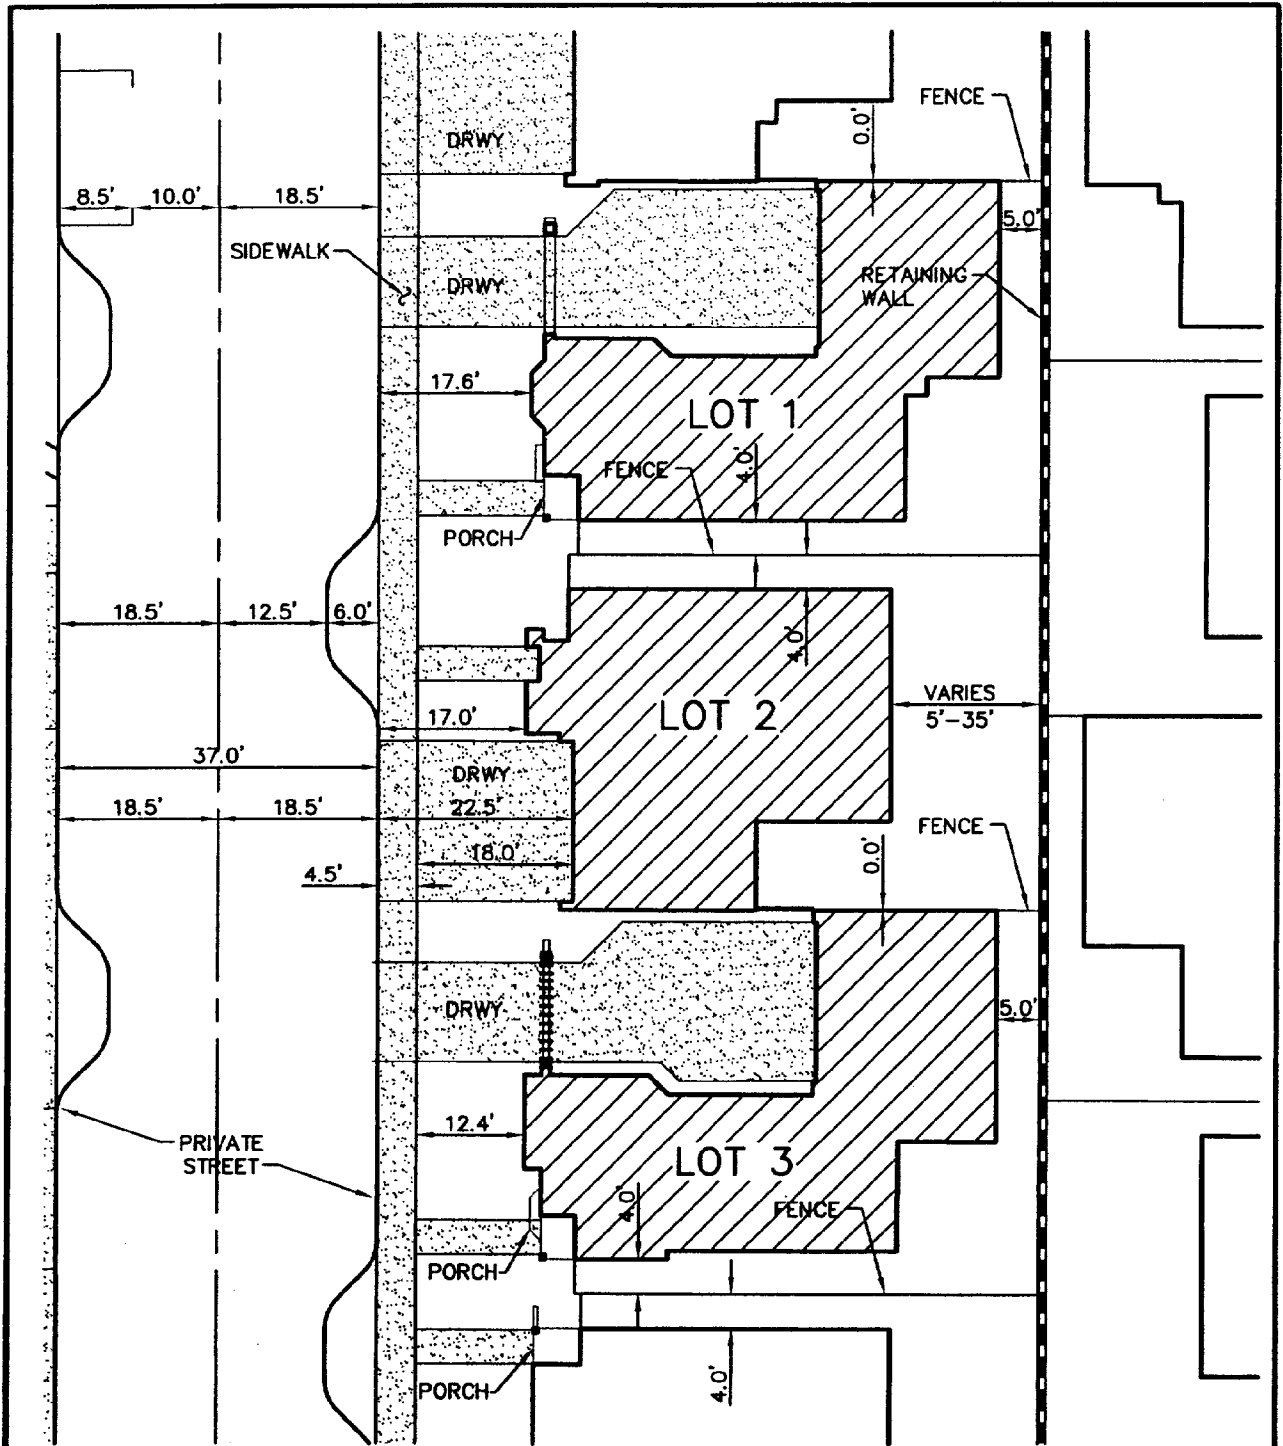 FENCE
0.0'
DRWY
8.5'
10.0'
18.5'
5.0'
SIDEWALK
DRWY
RETAINING
WALL
17.6'
LOT 1
4.0'
FENCE
PORCH
18.5'
12.5'
6.0'
4.0'
VARIES
5'-35'
LOT 2
17.0'
37.0'
DRWY
18.5'
18.5'
22.5'
FENCE
0.0'
18.0'
4.5'
DRWY
5.0'
12.4'
PRIVATE
STREET
LOT 3
4.0'
FENCE
PORCH
4.0'
PORCH